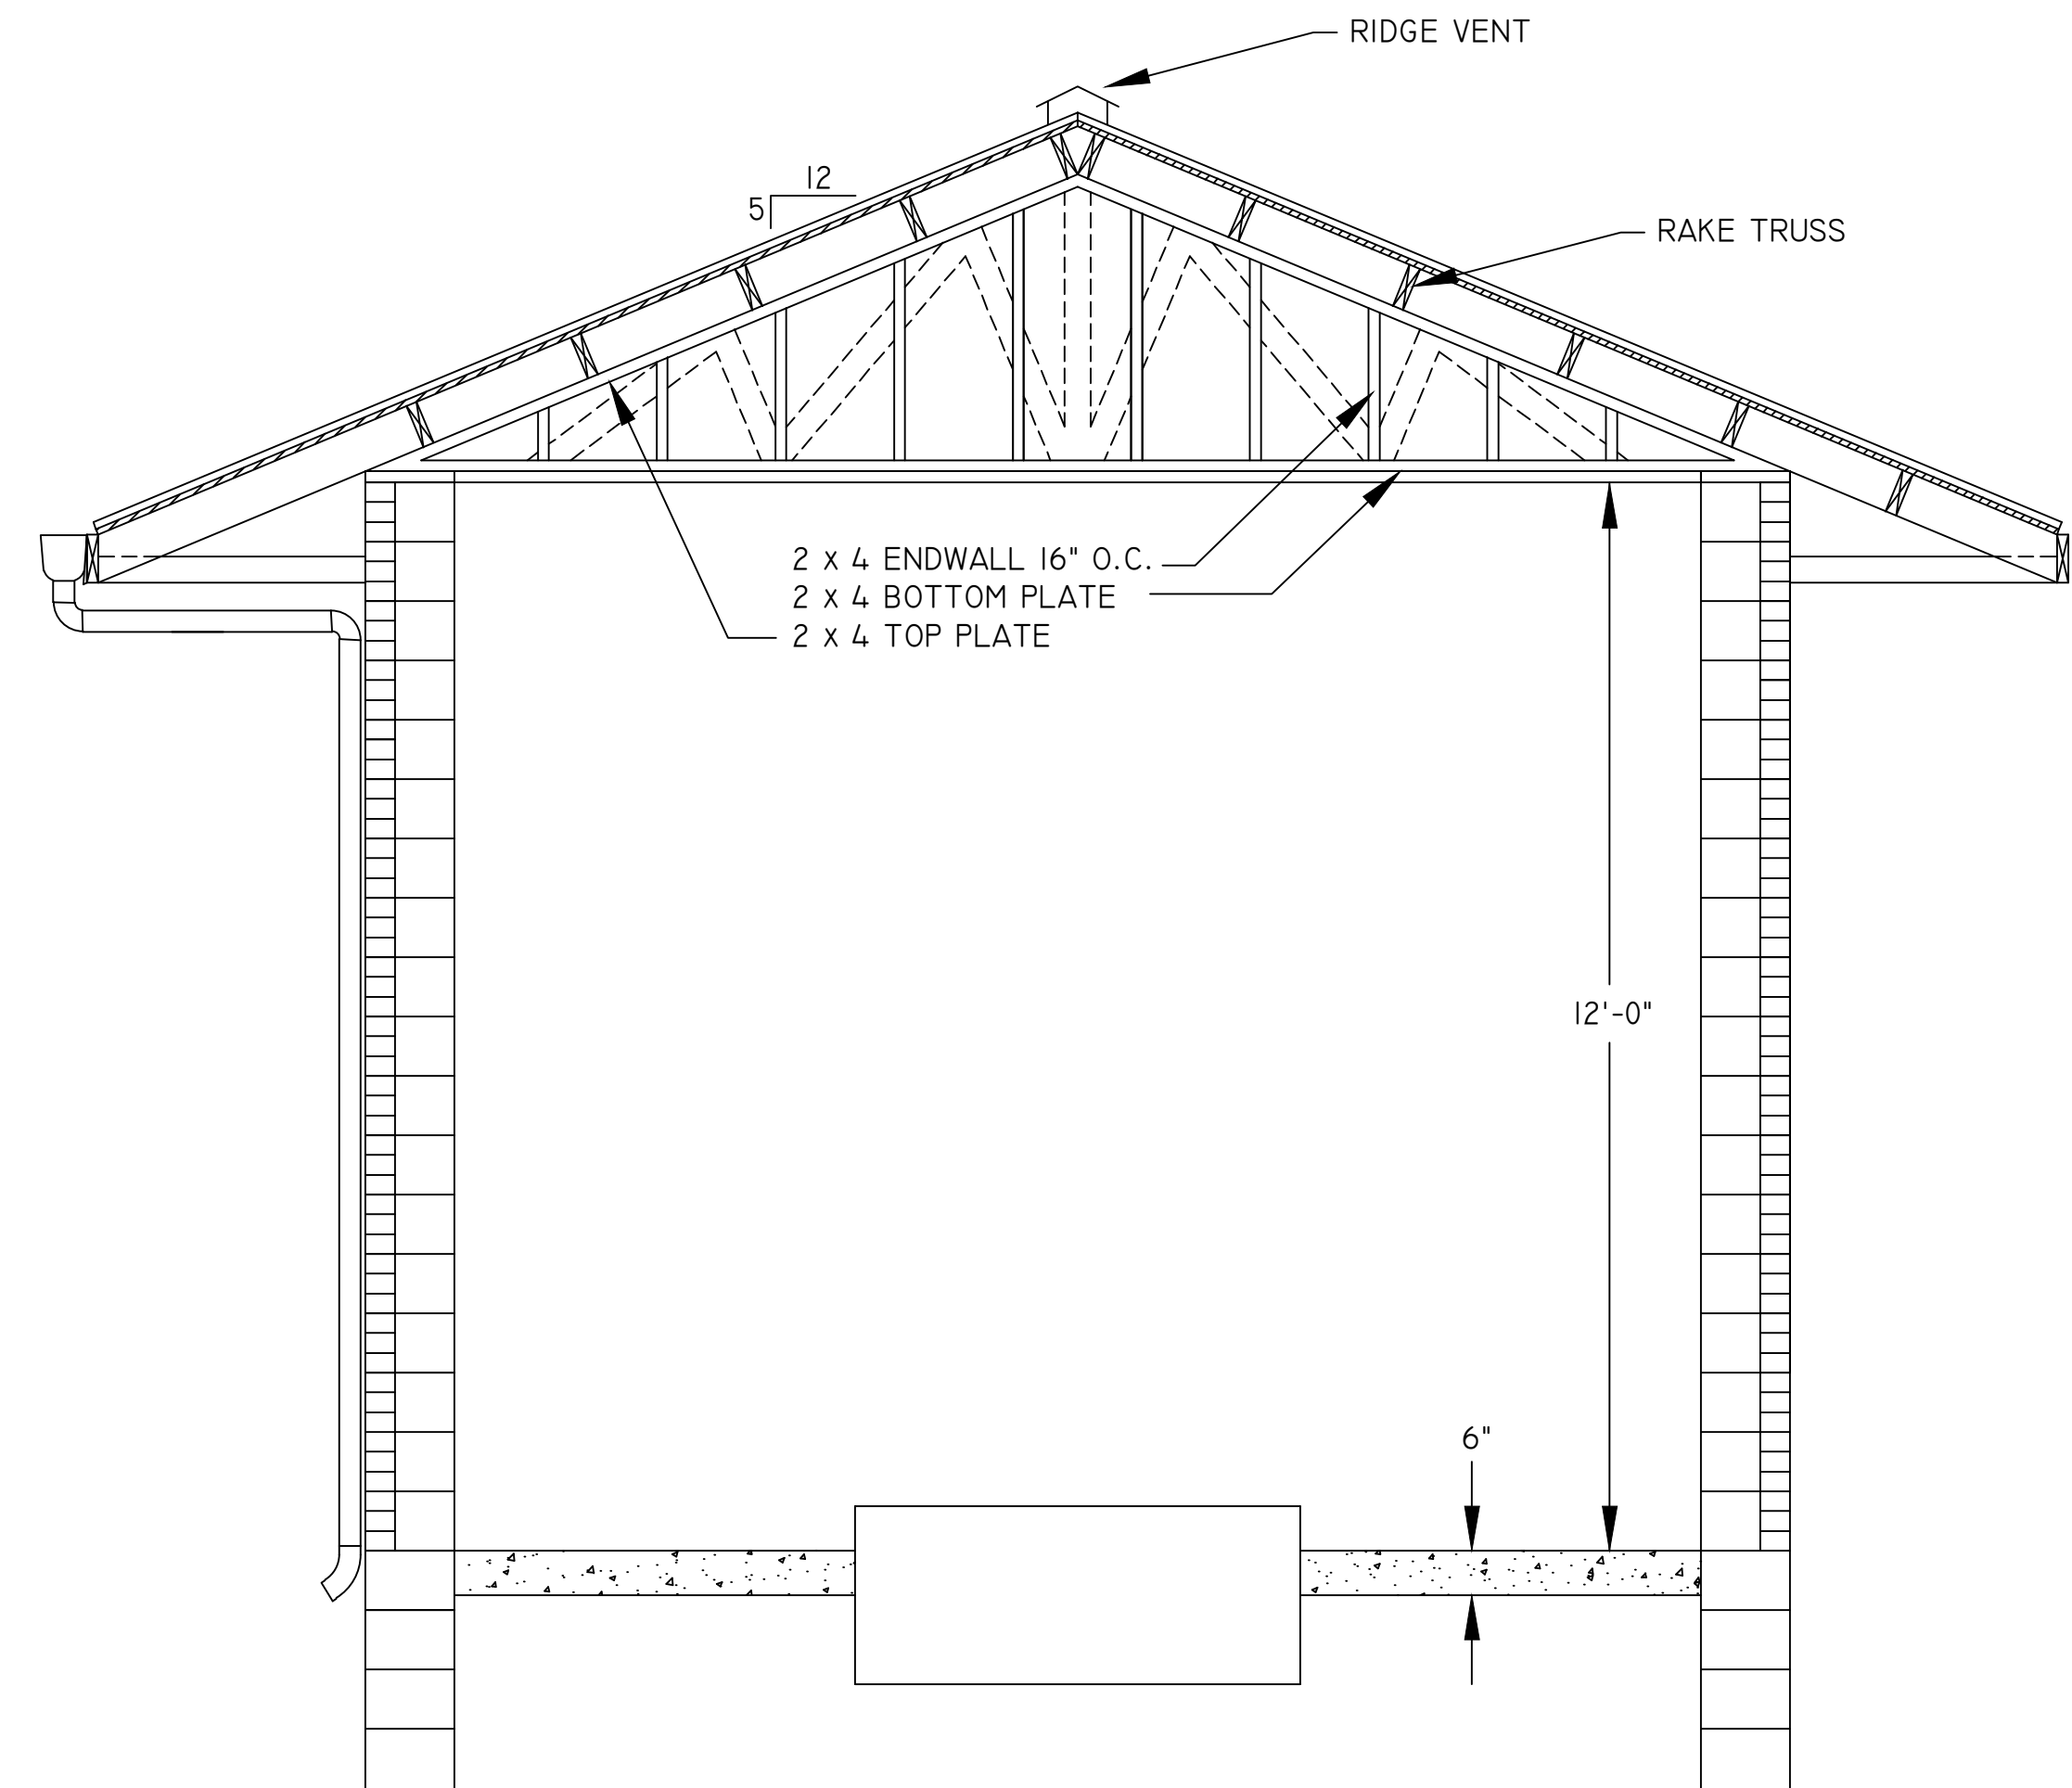 RIDGE VENT
12
5
RAKE TRUSS
2 X 4 ENDWALL 16" O.C.
2 X 4 BOTTOM PLATE
2 X 4 TOP PLATE
12'-0"
6"